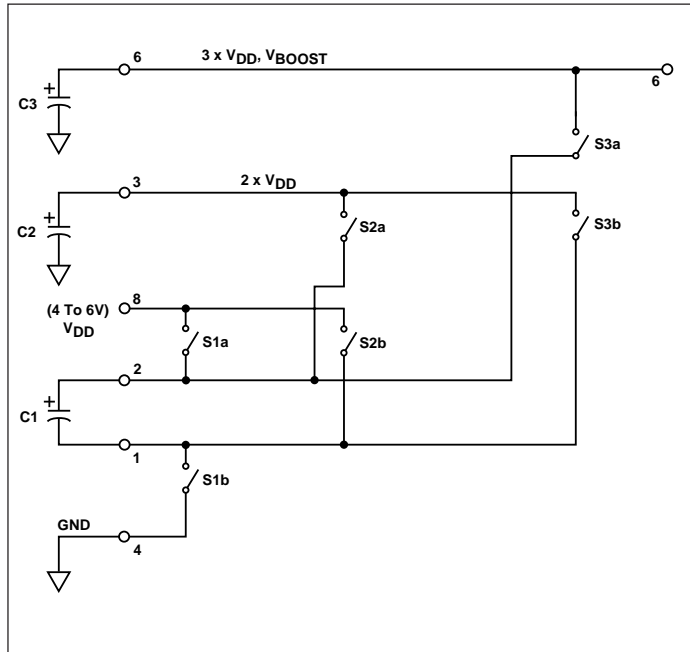 6
3 x VDD, VBOOST
6
C3
+
S3a
3
2 x VDD
S3b
S2a
C2
+
(4 To 6V)
VDD
8
S1a
S2b
2
C1
+
1
S1b
GND
4